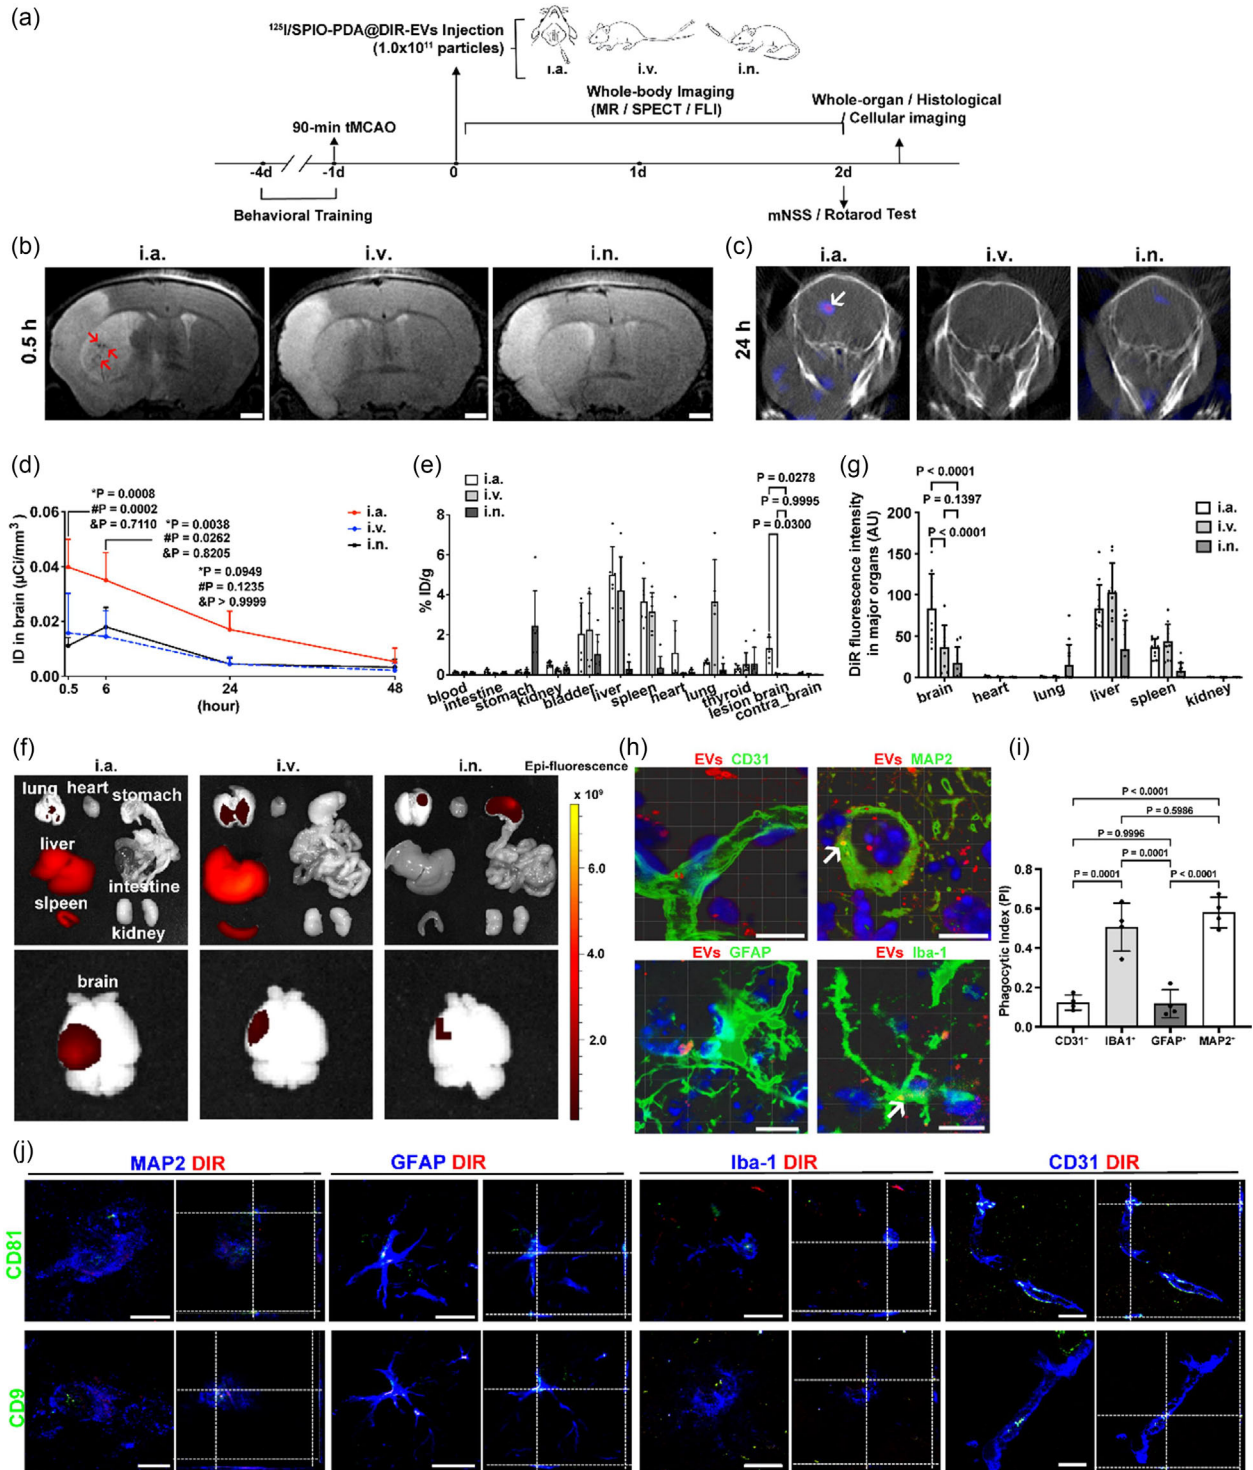 (a)
¹²⁵I/SPIO-PDA@DIR-EVs Injection
(1.0x10¹¹ particles)
i.a.
i.v.
i.n.
Whole-body Imaging
(MR / SPECT / FLI)
Whole-organ / Histological
/ Cellular imaging
90-min tMCAO
-4d
-1d
0
1d
2d
Behavioral Training
mNSS / Rotarod Test
(b)
i.a.
i.v.
i.n.
0.5 h
(c)
i.a.
i.v.
i.n.
24 h
(d)
ID in brain (µCi/mm³)
0.06
0.04
0.02
0.00
*P = 0.0008
#P = 0.0002
&P = 0.7110
*P = 0.0038
#P = 0.0262
&P = 0.8205
*P = 0.0949
#P = 0.1235
&P > 0.9999
i.a.
i.v.
i.n.
0.5
6
24
48
(hour)
(e)
i.a.
i.v.
i.n.
P = 0.0278
P = 0.9995
P = 0.0300
% ID/g
8
6
4
2
0
blood
intestine
stomach
kidney
bladder
liver
spleen
heart
lung
thyroid
lesion brain
contra_brain
(g)
DiR fluorescence intensity
in major organs (AU)
P < 0.0001
P = 0.1397
P < 0.0001
i.a.
i.v.
i.n.
200
150
100
50
0
brain
heart
lung
liver
spleen
kidney
(f)
i.a.
i.v.
i.n.
Epi-fluorescence
lung
heart
stomach
liver
intestine
slpeen
kidney
brain
x 10⁹
6.0
4.0
2.0
(h)
EVs CD31
EVs MAP2
EVs GFAP
EVs Iba-1
(i)
P < 0.0001
P = 0.5986
P = 0.9996
P = 0.0001
P = 0.0001
P < 0.0001
Phagocytic Index (PI)
0.8
0.6
0.4
0.2
0.0
CD31⁺
IBA1⁺
GFAP⁺
MAP2⁺
(j)
MAP2 DIR
GFAP DIR
Iba-1 DIR
CD31 DIR
CD81
CD9